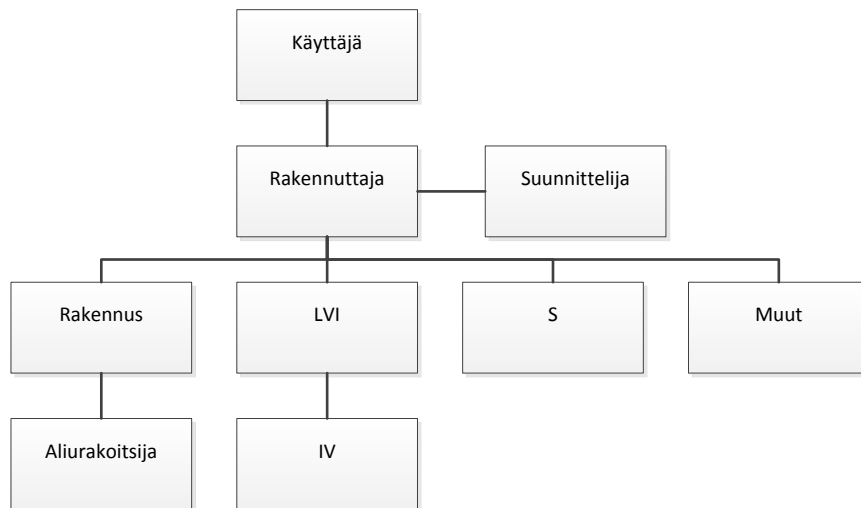 Käyttäjä
Rakennuttaja
Suunnittelija
Rakennus
LVI
S
Muut
Aliurakoitsija
IV